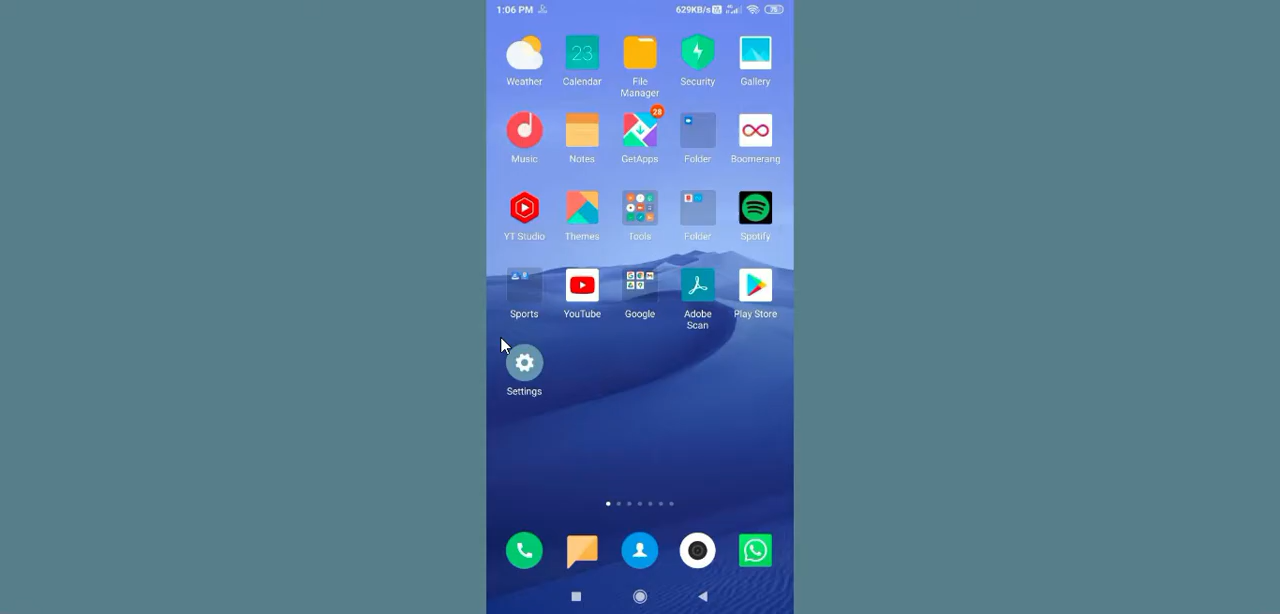 1:06 PM 629KB/s 75
23
Weather Calendar File Manager Security Gallery
28
Music Notes GetApps Folder Boomerang
YT Studio Themes Tools Folder Spotify
Sports YouTube Google Adobe Scan Play Store
Settings